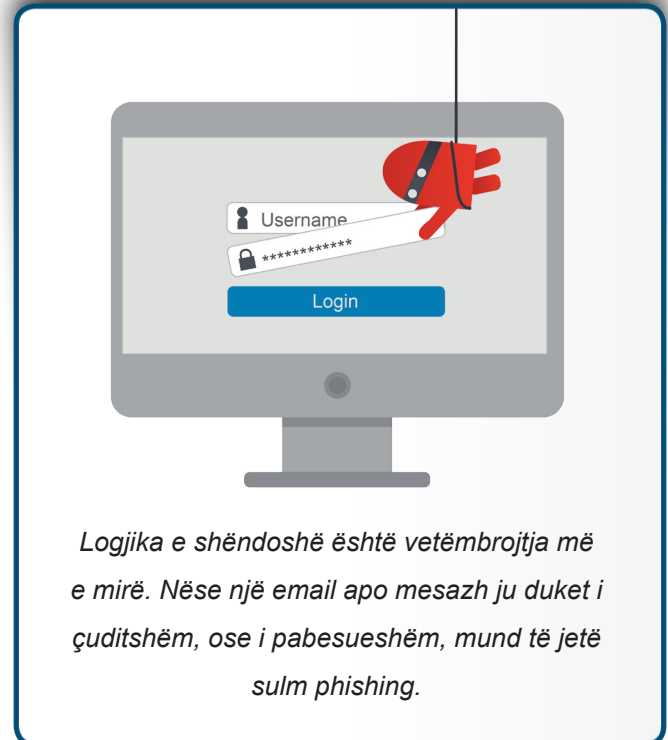 Username
************
Login
Logjika e shëndoshë është vetëmbrojtja më
e mirë. Nëse një email apo mesazh ju duket i
çuditshëm, ose i pabesueshëm, mund të jetë
sulm phishing.